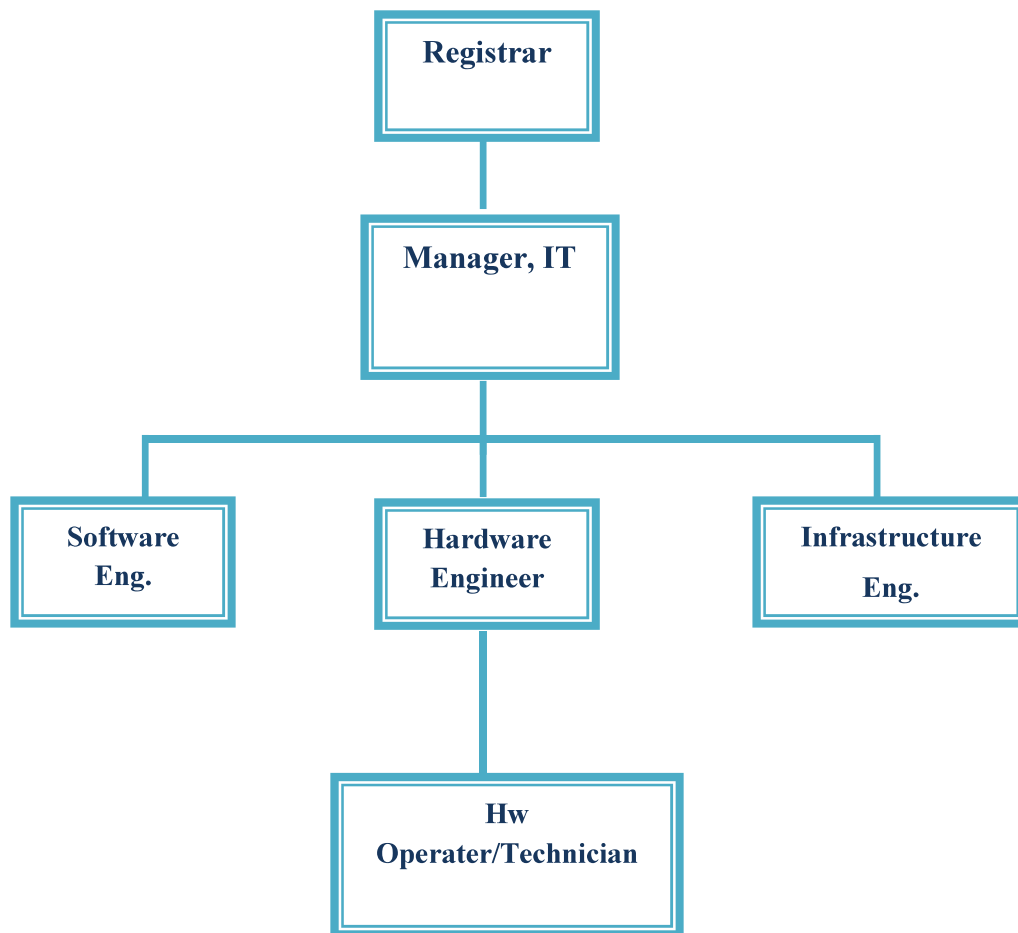 Registrar
Manager, IT
Software
Eng.
Hardware
Engineer
Infrastructure
Eng.
Hw
Operater/Technician